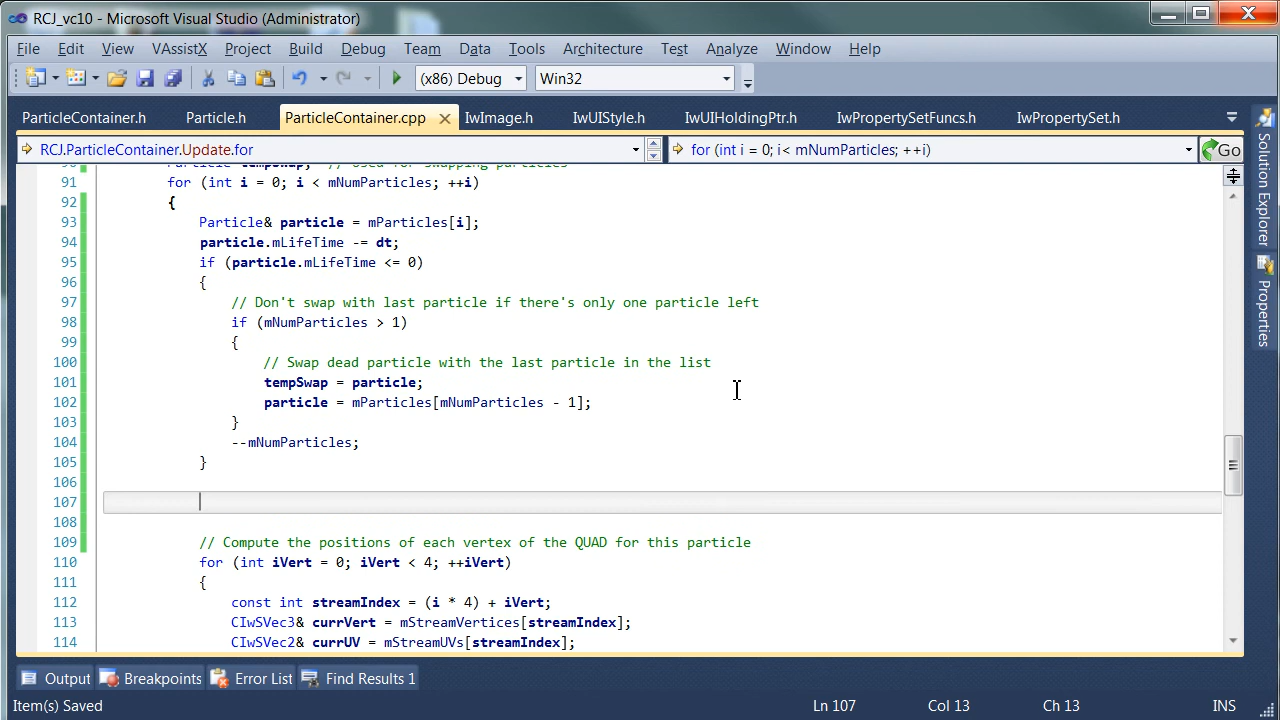 RCJ_vc10 - Microsoft Visual Studio (Administrator)
File Edit View VAssistX Project Build Debug Team Data Tools Architecture Test Analyze Window Help
(x86) Debug Win32
ParticleContainer.h Particle.h ParticleContainer.cpp IwImage.h IwUIStyle.h IwUIHoldingPtr.h IwPropertySetFuncs.h IwPropertySet.h
RCJ.ParticleContainer.Update.for for (int i = 0; i< mNumParticles; ++i) Go
90 Particle tempSwap; // Used for swapping particles
91 for (int i = 0; i < mNumParticles; ++i)
92 {
93 Particle& particle = mParticles[i];
94 particle.mLifeTime -= dt;
95 if (particle.mLifeTime <= 0)
96 {
97 // Don't swap with last particle if there's only one particle left
98 if (mNumParticles > 1)
99 {
100 // Swap dead particle with the last particle in the list
101 tempSwap = particle;
102 particle = mParticles[mNumParticles - 1];
103 }
104 --mNumParticles;
105 }
106
107
108
109 // Compute the positions of each vertex of the QUAD for this particle
110 for (int iVert = 0; iVert < 4; ++iVert)
111 {
112 const int streamIndex = (i * 4) + iVert;
113 CIwSVec3& currVert = mStreamVertices[streamIndex];
114 CIwSVec2& currUV = mStreamUVs[streamIndex];
Solution Explorer
Properties
Output Breakpoints Error List Find Results 1
Item(s) Saved Ln 107 Col 13 Ch 13 INS